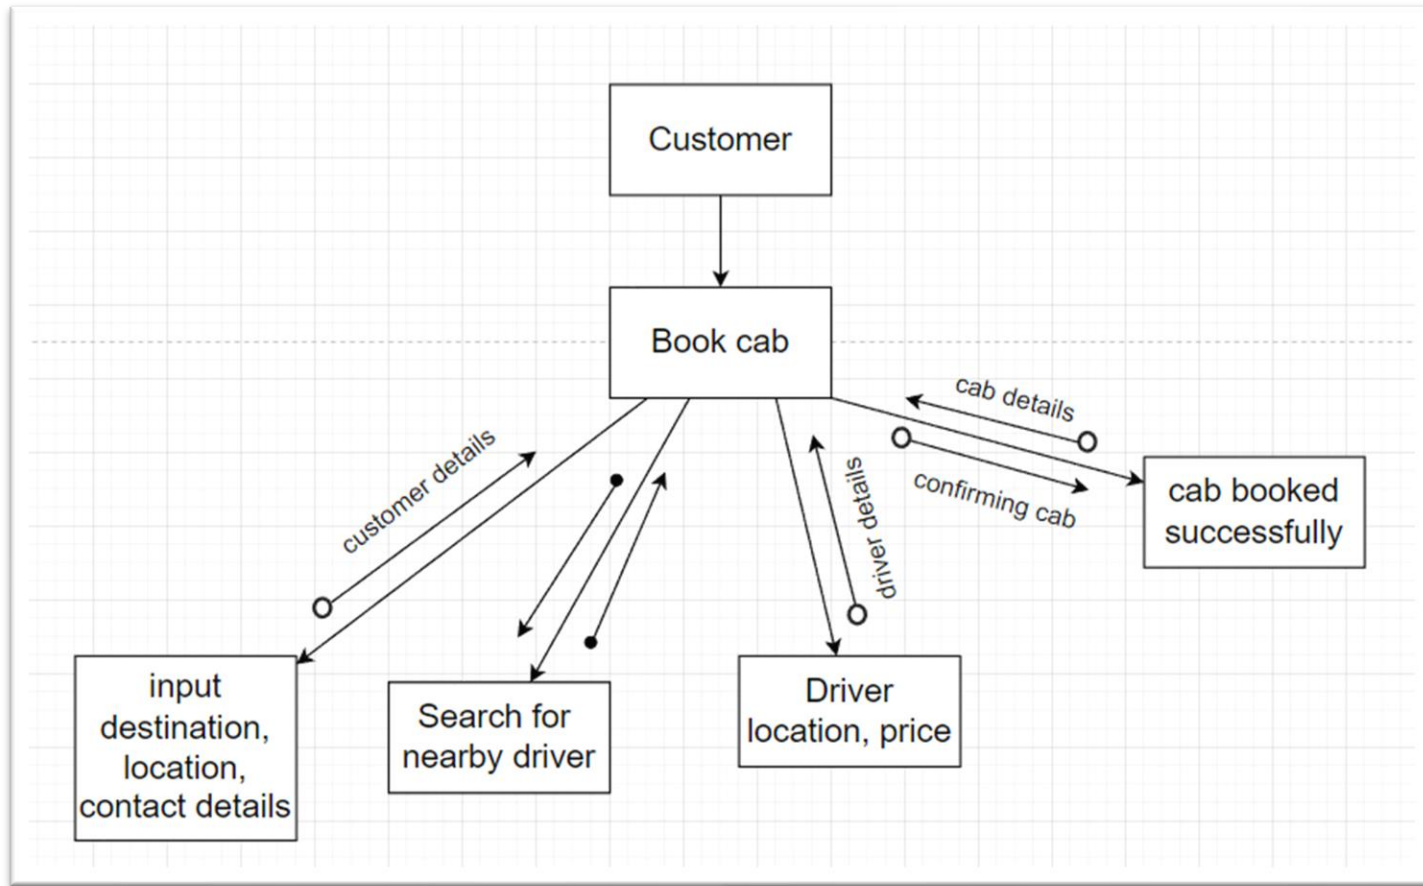 Customer
Book cab
cab details
customer details
driver details
confirming cab
cab booked
successfully
input
destination,
location,
contact details
Search for
nearby driver
Driver
location, price